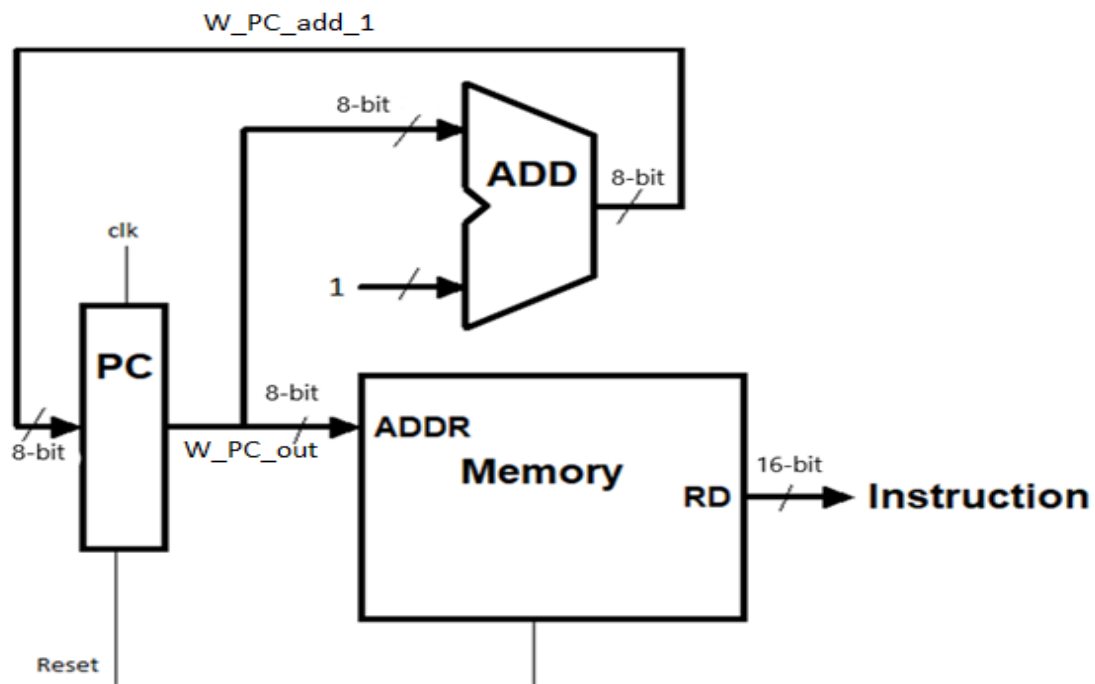 W_PC_add_1
8-bit
ADD
8-bit
clk
1
PC
8-bit
ADDR
8-bit
W_PC_out
Memory
16-bit
RD
Instruction
Reset